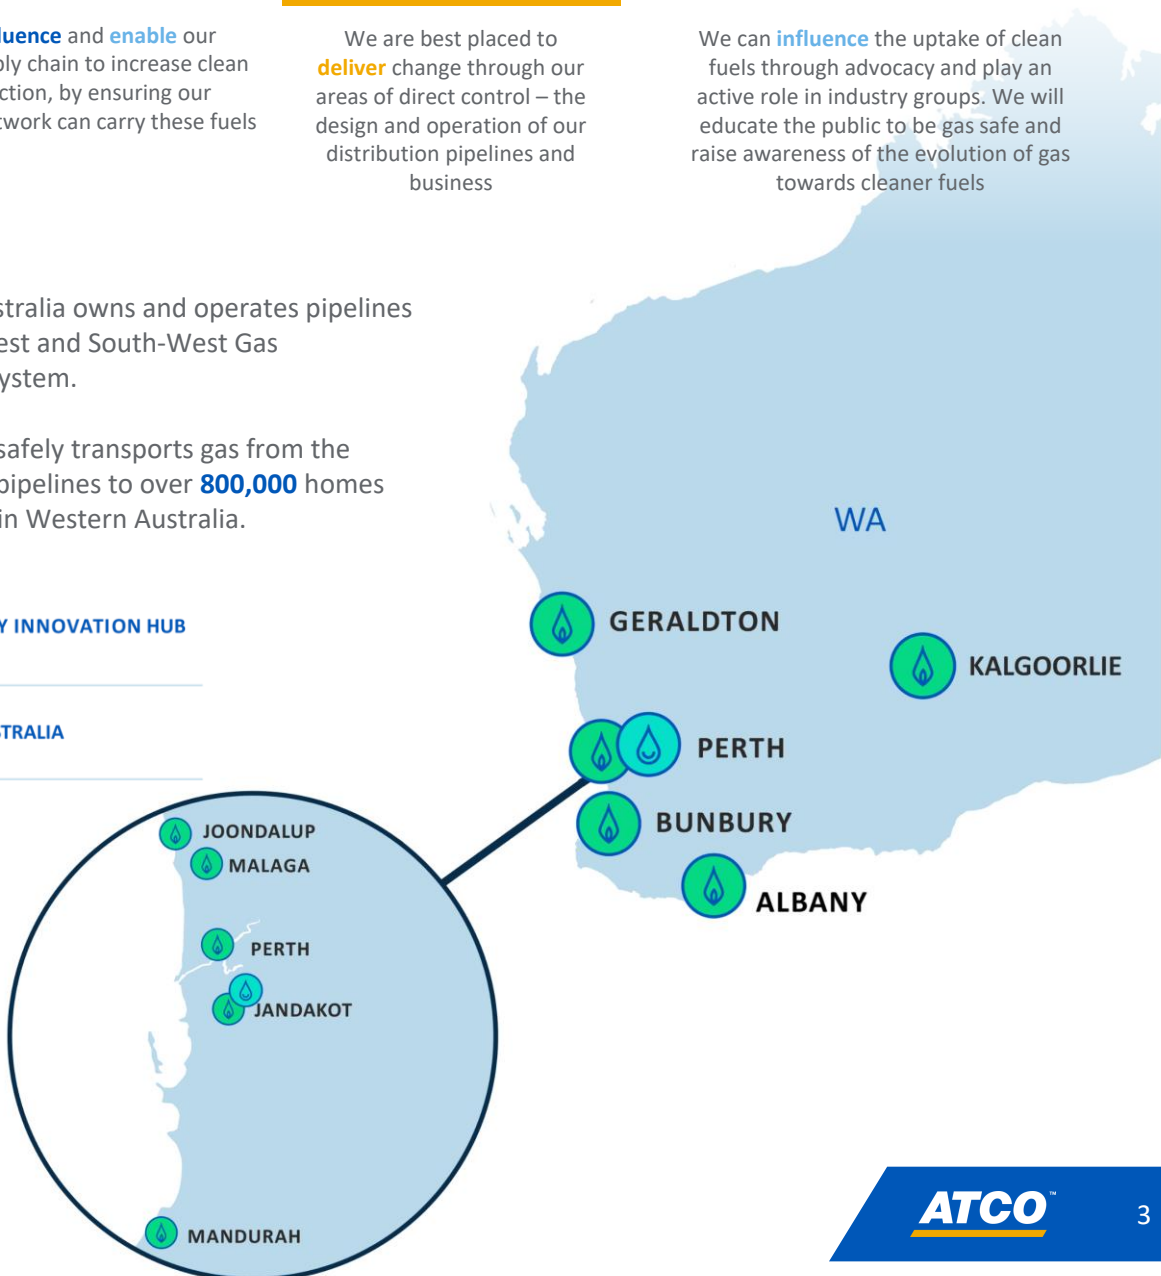 luence and enable our
ply chain to increase clean
ction, by ensuring our
twork can carry these fuels
We are best placed to
deliver change through our
areas of direct control – the
design and operation of our
distribution pipelines and
business
We can influence the uptake of clean
fuels through advocacy and play an
active role in industry groups. We will
educate the public to be gas safe and
raise awareness of the evolution of gas
towards cleaner fuels
stralia owns and operates pipelines
est and South-West Gas
ystem.
safely transports gas from the
pipelines to over 800,000 homes
in Western Australia.
Y INNOVATION HUB
STRALIA
WA
GERALDTON
KALGOORLIE
PERTH
BUNBURY
ALBANY
JOONDALUP
MALAGA
PERTH
JANDAKOT
MANDURAH
ATCO™
3